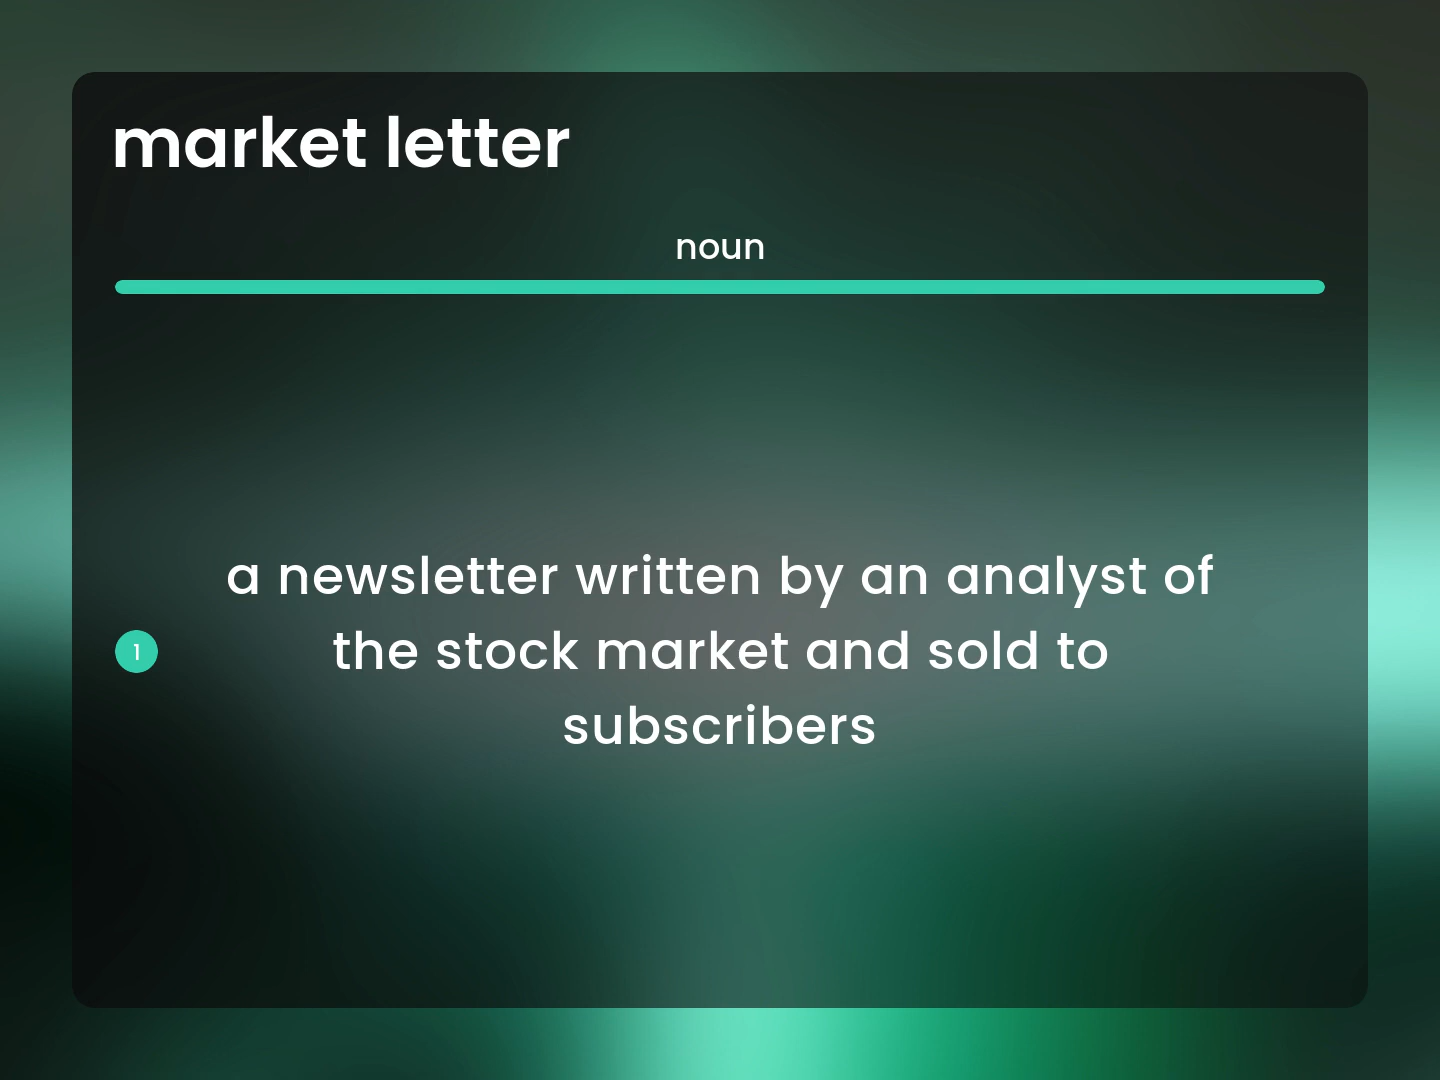 market letter
noun
a newsletter written by an analyst of
1
the stock market and sold to
subscribers